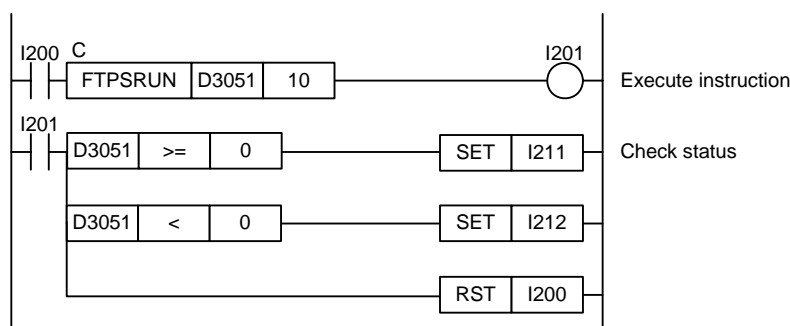 I200 C I201
FTPSRUN D3051 10 Execute instruction
I201
D3051 >= 0 SET I211 Check status
D3051 < 0 SET I212
RST I200